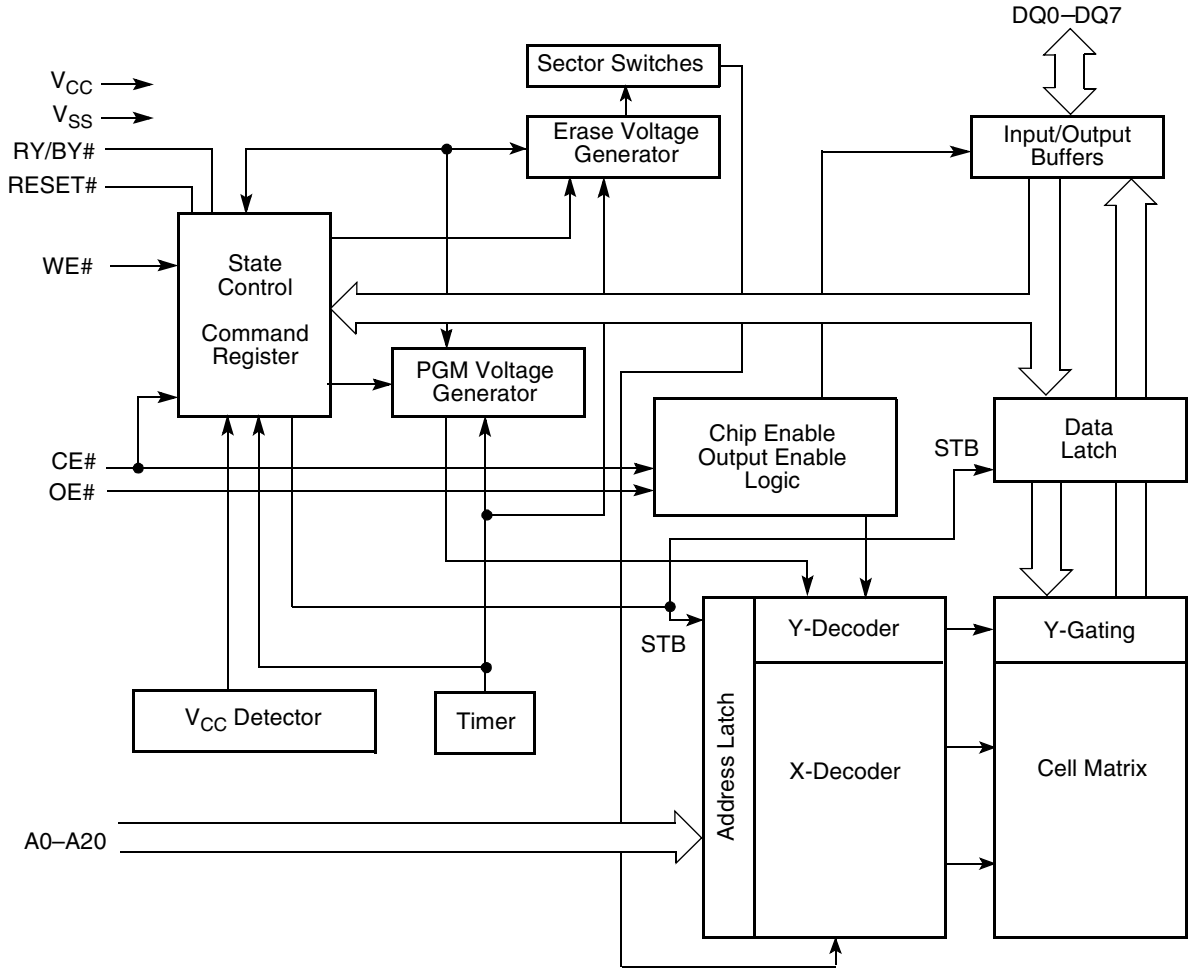 DQ0–DQ7
Sector Switches
VCC
VSS
RY/BY#
RESET#
Erase Voltage
Generator
Input/Output
Buffers
WE#
State
Control
Command
Register
PGM Voltage
Generator
Chip Enable
Output Enable
Logic
STB
Data
Latch
CE#
OE#
STB
Y-Decoder
Y-Gating
VCC Detector
Timer
Address Latch
X-Decoder
Cell Matrix
A0–A20